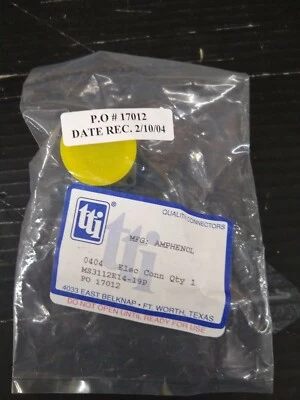 P.O # 17012
DATE REC. 2/10/04
tti
QUALITY CONNECTORS
tti
MFG: AMPHENOL
0404 Elec Conn Qty 1
MS3112E14-19P
PO 17012
4033 EAST BELKNAP • FT. WORTH, TEXAS
DO NOT OPEN UNTIL READY FOR USE